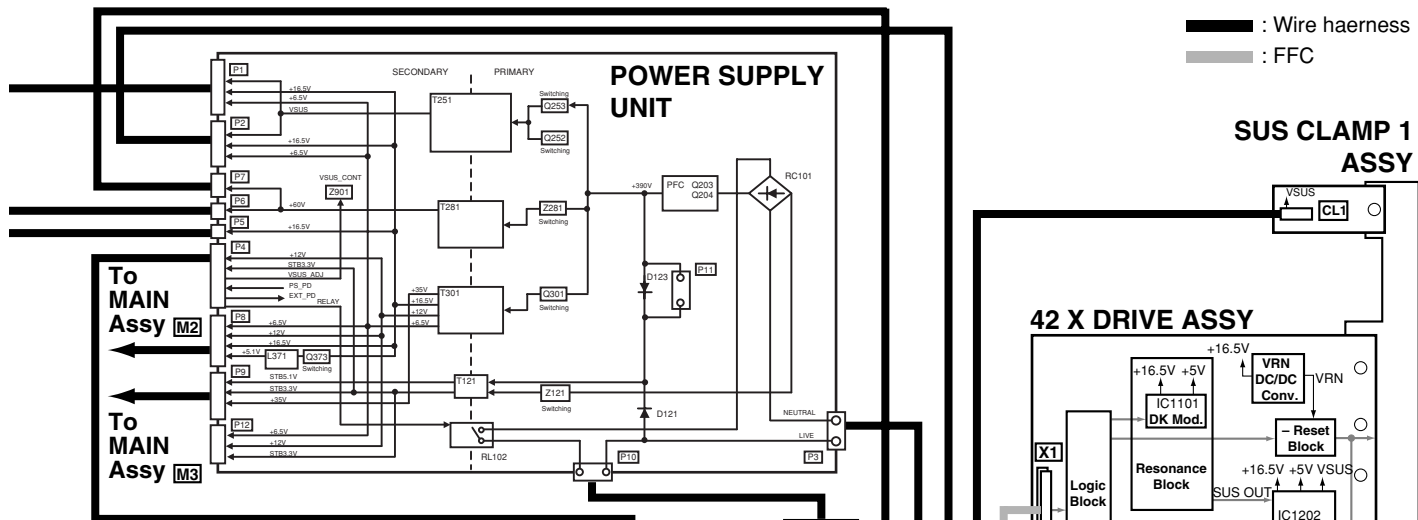 : Wire haerness
: FFC
POWER SUPPLY
UNIT
SECONDARY
PRIMARY
P1
+16.5V
+6.5V
VSUS
P2
+16.5V
+6.5V
P7
P6
+60V
P5
+16.5V
P4
+12V
STB3.3V
VSUS_ADJ
PS_PD
EXT_PD
RELAY
P8
+6.5V
+12V
+16.5V
+5.1V
L371
Q373
Switching
P9
STB5.1V
STB3.3V
+35V
P12
+6.5V
+12V
STB3.3V
VSUS_CONT
Z901
T251
T281
T301
+35V
+16.5V
+12V
+6.5V
T121
Switching
Q253
Q252
Switching
Z281
Switching
Q301
Switching
Z121
Switching
+390V
PFC Q203
Q204
RC101
D123
P11
D121
NEUTRAL
LIVE
P3
P10
RL102
To
MAIN
Assy M2
To
MAIN
Assy M3
SUS CLAMP 1
ASSY
VSUS
CL1
42 X DRIVE ASSY
+16.5V
VRN
DC/DC
Conv.
VRN
+16.5V +5V
IC1101
DK Mod.
– Reset
Block
X1
Logic
Block
Resonance
Block
+16.5V +5V VSUS
SUS OUT
IC1202